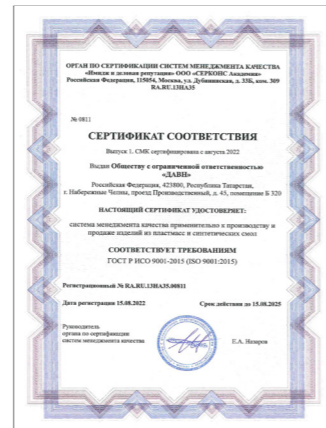 ОРГАН ПО СЕРТИФИКАЦИИ СИСТЕМ МЕНЕДЖМЕНТА КАЧЕСТВА
«Имидж и деловая репутация» ООО «СЕРКОНС Академия»
Российская Федерация, 115054, Москва, ул. Дубининская, д. 33Б, ком. 309
RA.RU.13НА35
№ 0811
СЕРТИФИКАТ СООТВЕТСТВИЯ
Выпуск 1. СМК сертифицирована с августа 2022
Выдан Обществу с ограниченной ответственностью
«ДАВН»
Российская Федерация, 423800, Республика Татарстан,
г. Набережные Челны, проезд Производственный, д. 45, помещение Б 320
НАСТОЯЩИЙ СЕРТИФИКАТ УДОСТОВЕРЯЕТ:
система менеджмента качества применительно к производству и
продаже изделий из пластмасс и синтетических смол
СООТВЕТСТВУЕТ ТРЕБОВАНИЯМ
ГОСТ Р ИСО 9001-2015 (ISO 9001:2015)
Регистрационный № RA.RU.13НА35.00811
Дата регистрации 15.08.2022 Срок действия до 15.08.2025
Руководитель
органа по сертификации
систем менеджмента качества Е.А. Назаров